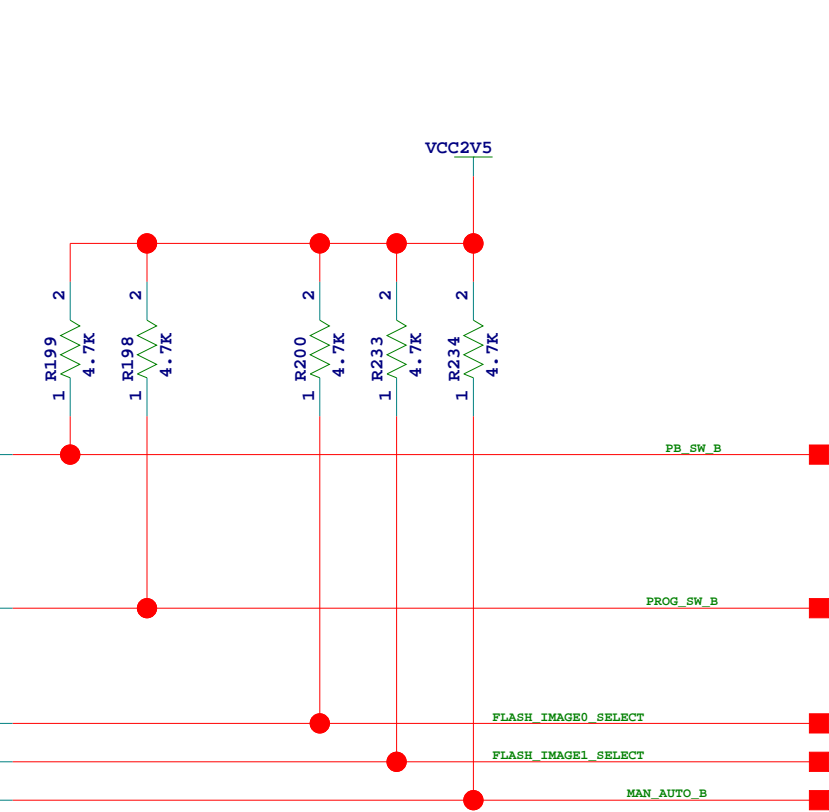 VCC2V5
2 2 2 2 2
R199 4.7K R198 4.7K R200 4.7K R233 4.7K R234 4.7K
1 1 1 1 1
PB_SW_B
PROG_SW_B
FLASH_IMAGE0_SELECT
FLASH_IMAGE1_SELECT
MAN_AUTO_B